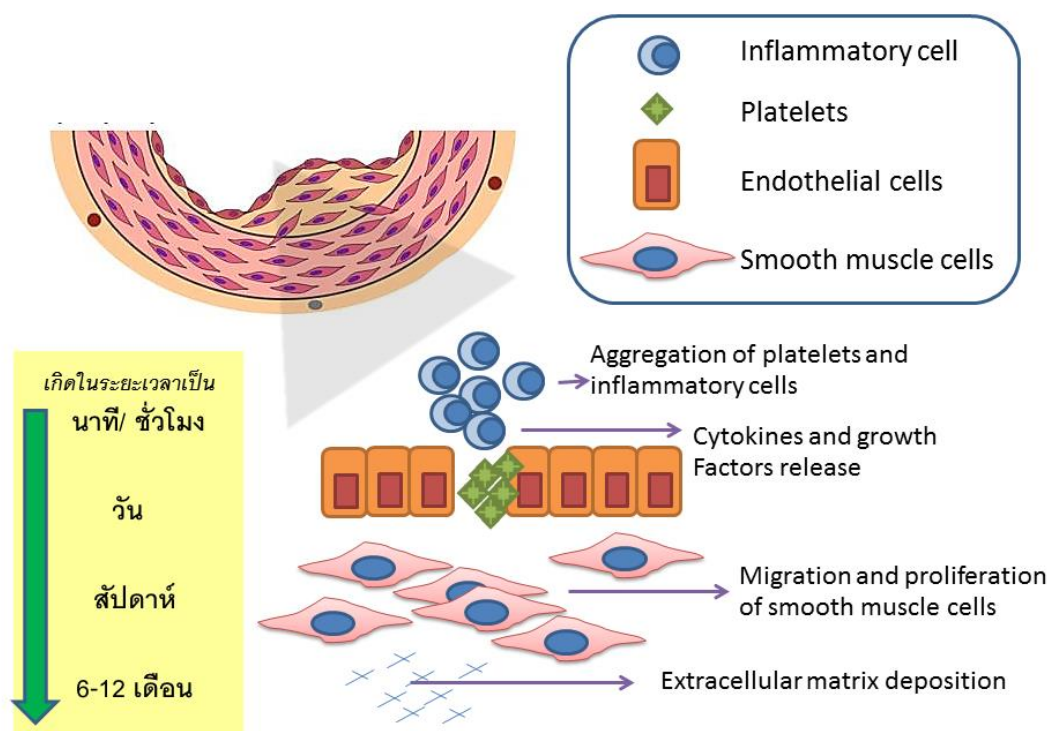 Inflammatory cell
Platelets
Endothelial cells
Smooth muscle cells
เกิดในระยะเวลาเป็น
นาที/ ชั่วโมง
วัน
สัปดาห์
6-12 เดือน
Aggregation of platelets and
inflammatory cells
Cytokines and growth
Factors release
Migration and proliferation
of smooth muscle cells
Extracellular matrix deposition